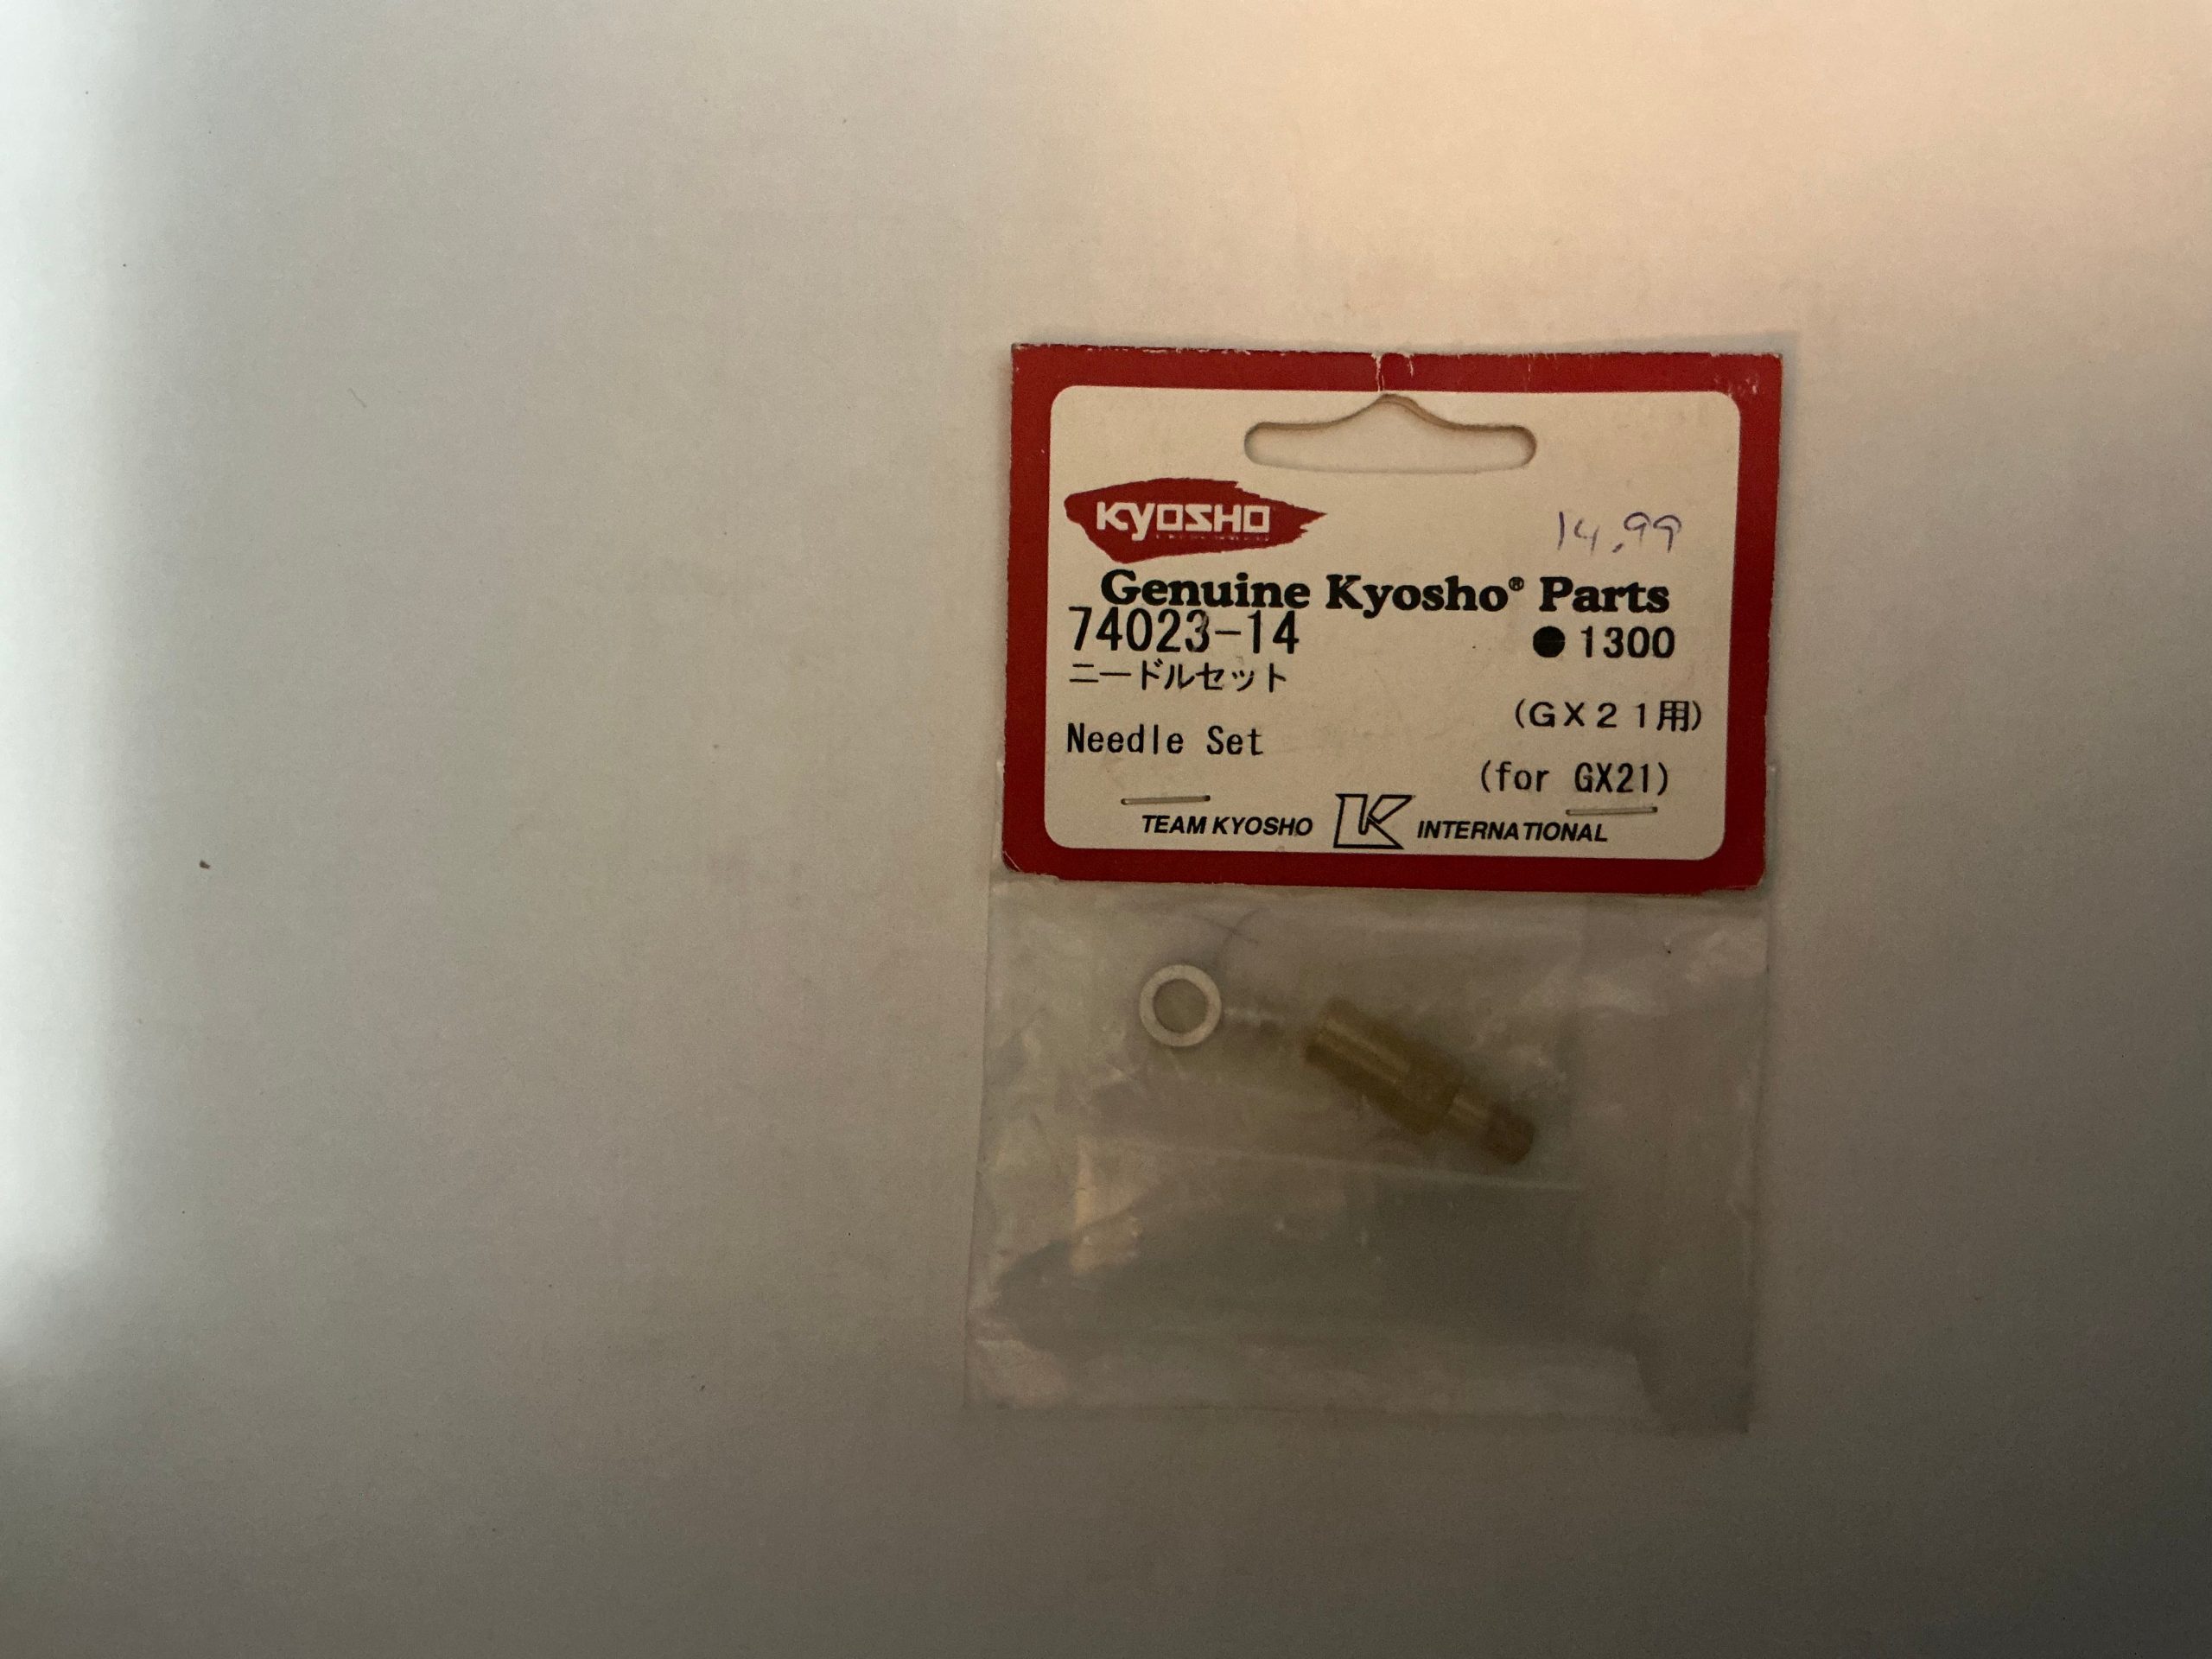 KYOSHO
14.99
Genuine Kyosho® Parts
74023-14 ●1300
ニードルセット
(GX21用)
Needle Set
(for GX21)
TEAM KYOSHO K INTERNATIONAL